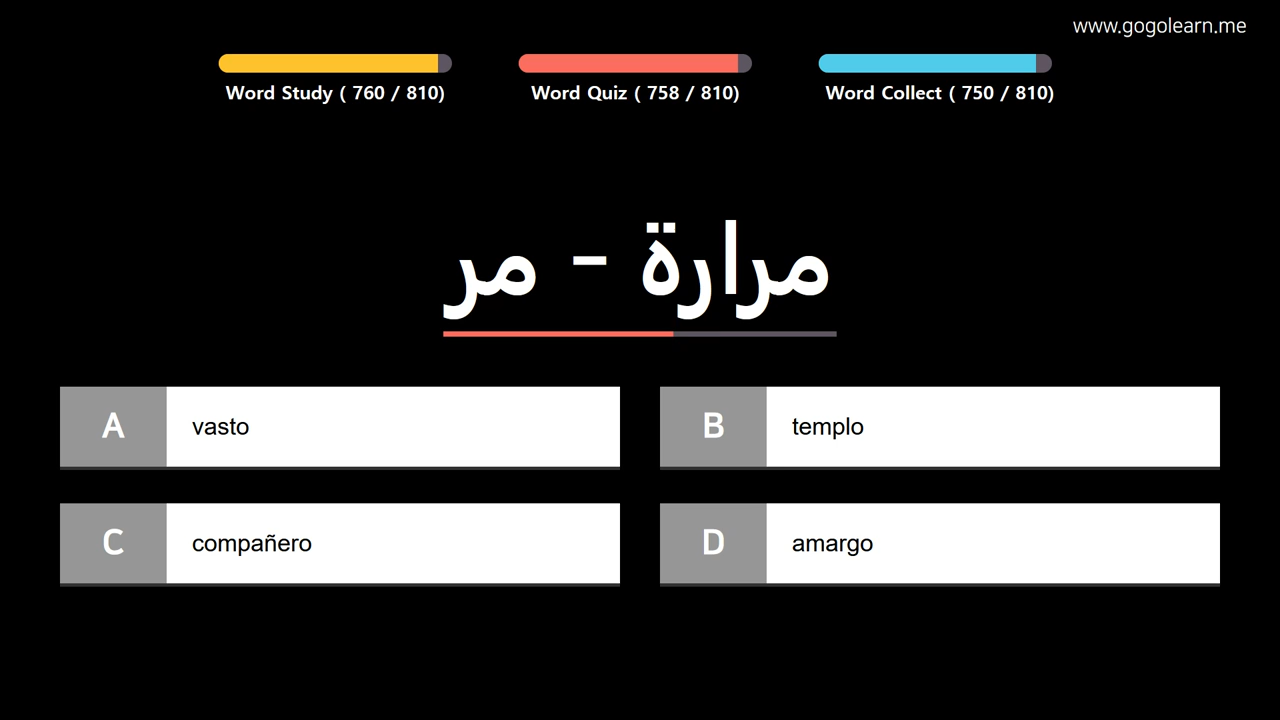 www.gogolearn.me
Word Study ( 760 / 810)
Word Quiz ( 758 / 810)
Word Collect ( 750 / 810)
مرارة - مر
A vasto
B templo
C compañero
D amargo